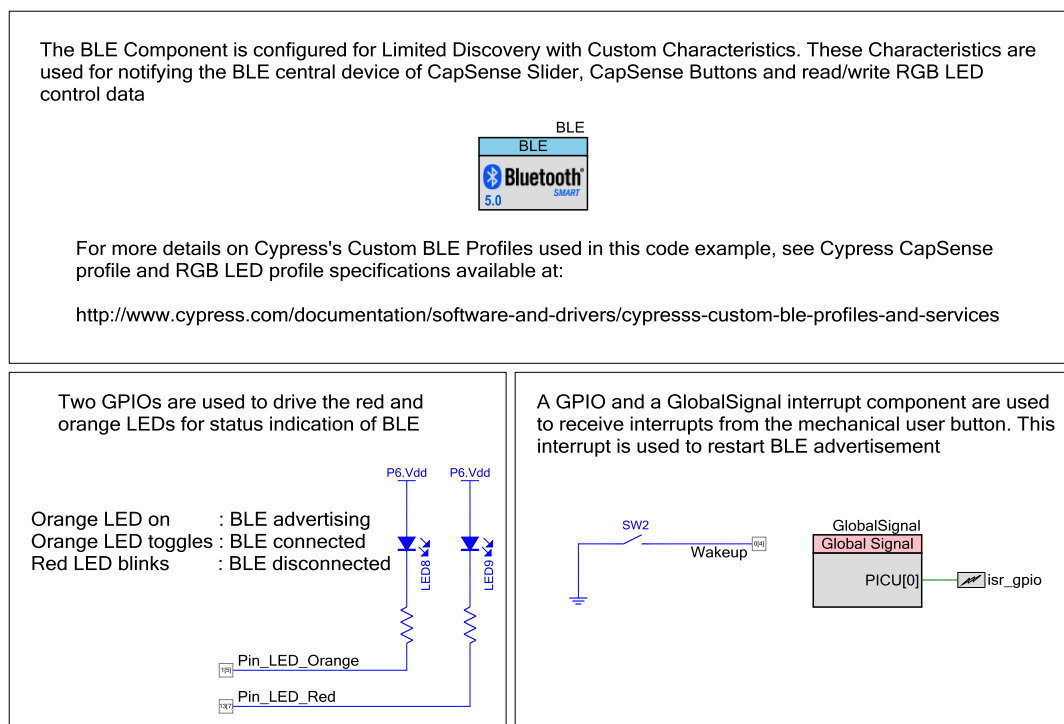 The BLE Component is configured for Limited Discovery with Custom Characteristics. These Characteristics are
used for notifying the BLE central device of CapSense Slider, CapSense Buttons and read/write RGB LED
control data
BLE
BLE
Bluetooth
SMART
5.0
For more details on Cypress's Custom BLE Profiles used in this code example, see Cypress CapSense
profile and RGB LED profile specifications available at:
http://www.cypress.com/documentation/software-and-drivers/cypresss-custom-ble-profiles-and-services
Two GPIOs are used to drive the red and
orange LEDs for status indication of BLE
P6.Vdd P6.Vdd
Orange LED on : BLE advertising
Orange LED toggles : BLE connected
Red LED blinks : BLE disconnected
LED8
LED9
1[5] Pin_LED_Orange
13[7] Pin_LED_Red
A GPIO and a GlobalSignal interrupt component are used
to receive interrupts from the mechanical user button. This
interrupt is used to restart BLE advertisement
SW2
Wakeup 0[4]
GlobalSignal
Global Signal
PICU[0] isr_gpio